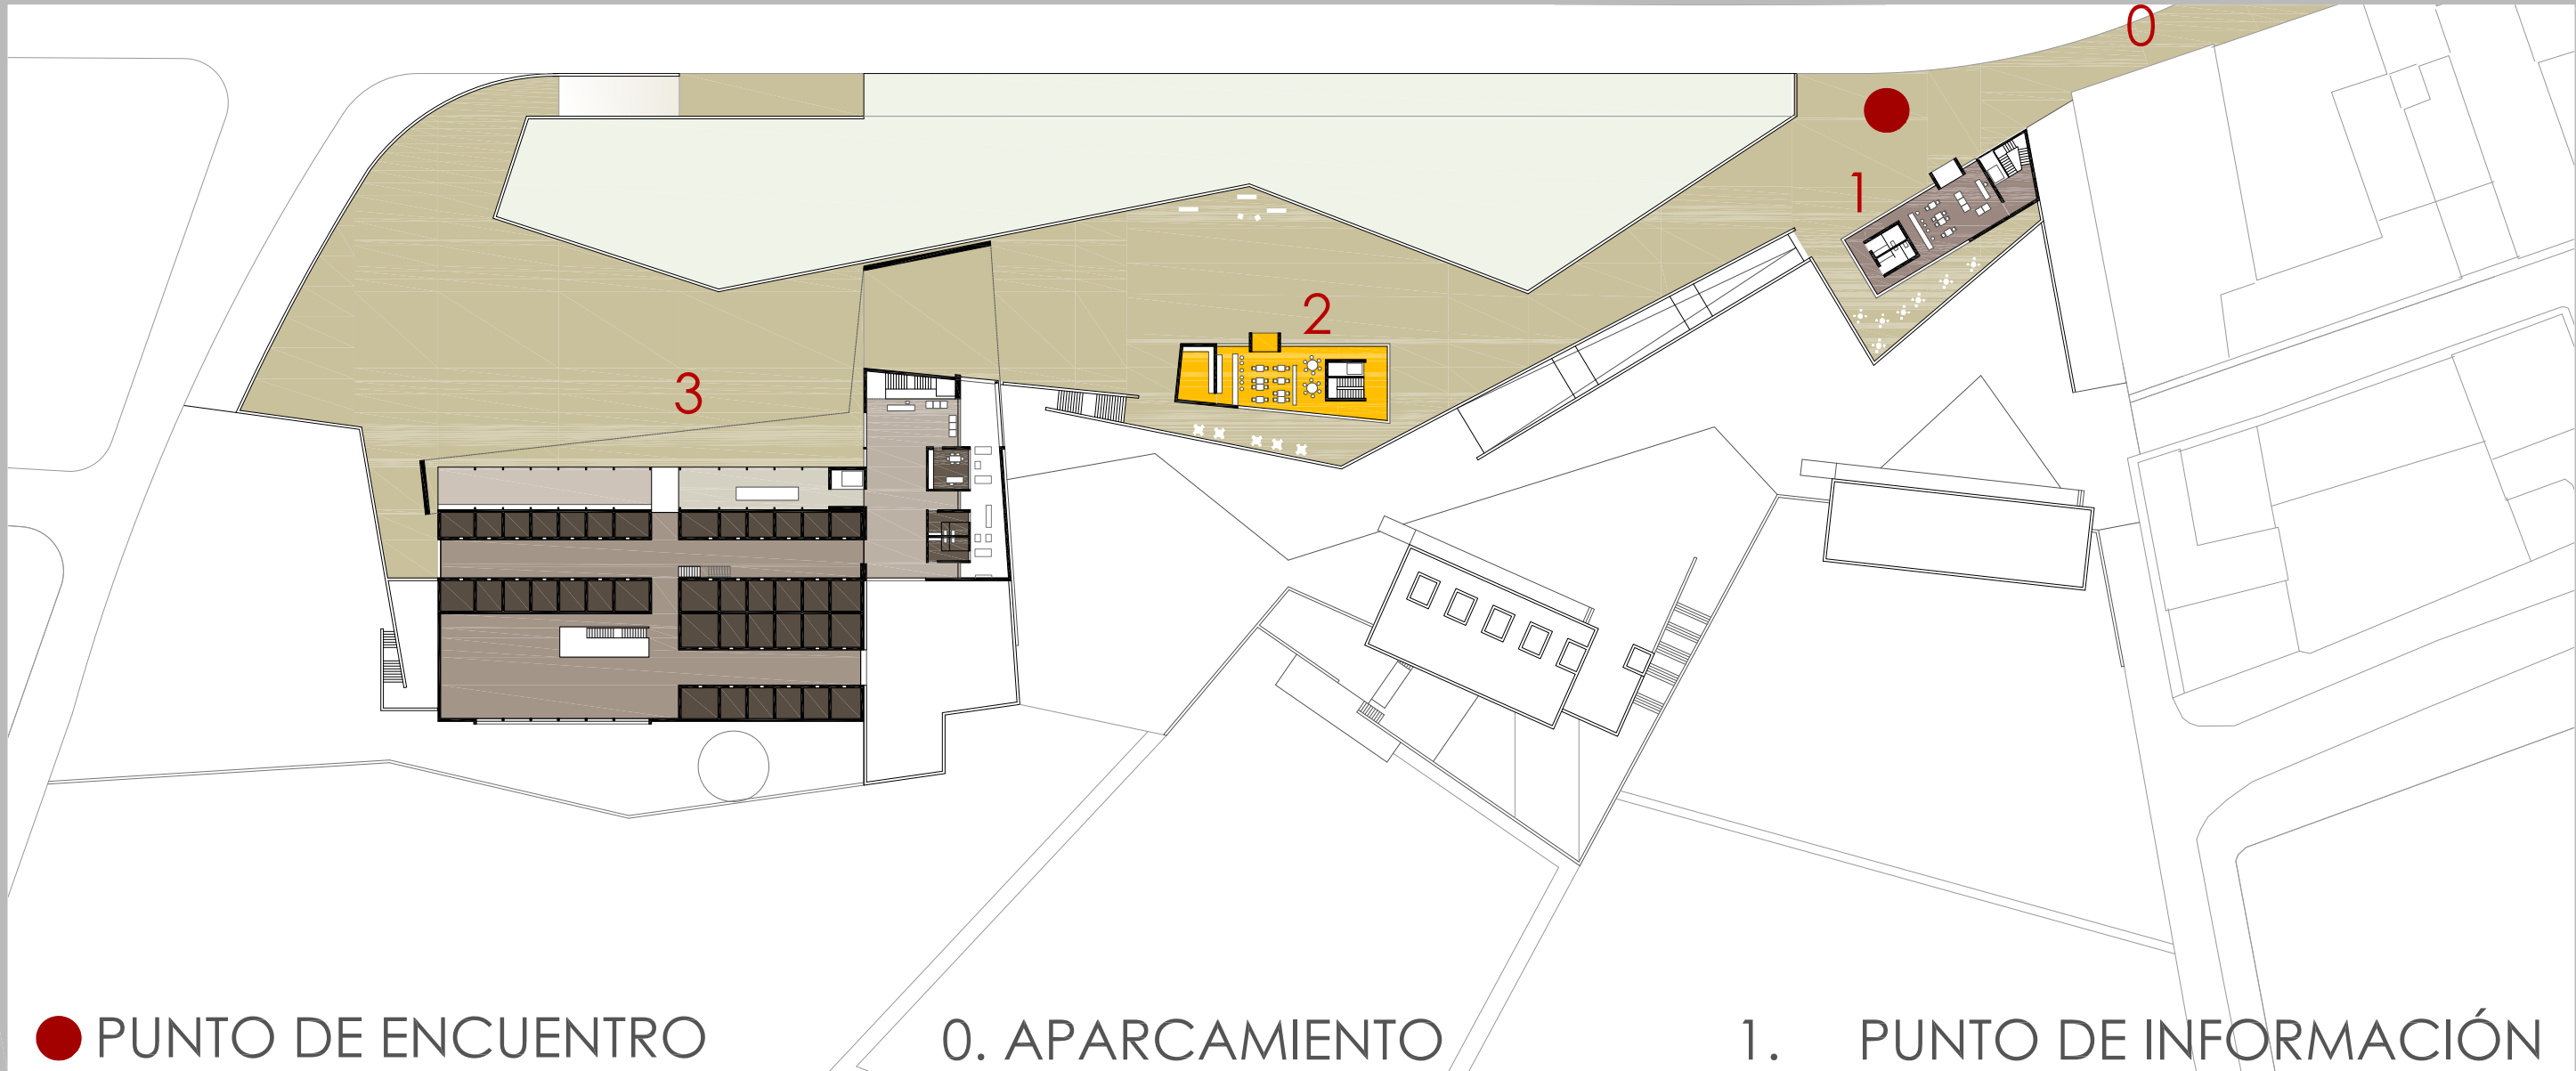 0
1
2
3
PUNTO DE ENCUENTRO
0. APARCAMIENTO
1. PUNTO DE INFORMACIÓN